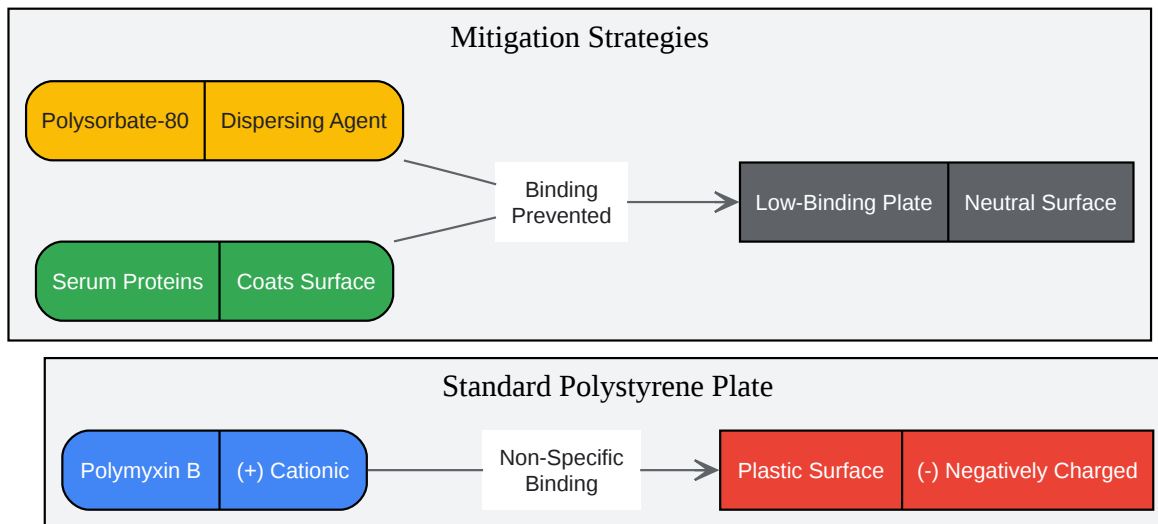 Mitigation Strategies
Polysorbate-80
Dispersing Agent
Binding
Prevented
Low-Binding Plate
Neutral Surface
Serum Proteins
Coats Surface
Standard Polystyrene Plate
Polymyxin B
(+) Cationic
Non-Specific
Binding
Plastic Surface
(-) Negatively Charged